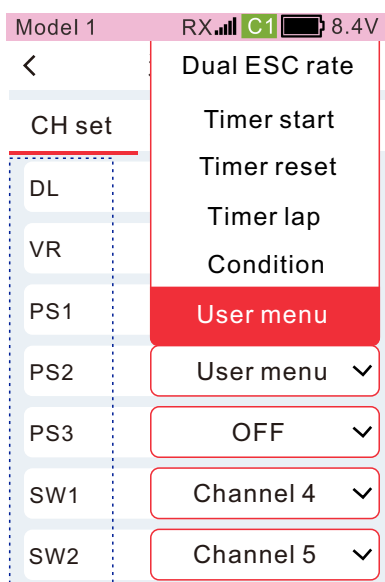 Model 1 RX C1 8.4V
Dual ESC rate
CH set Timer start
Timer reset
DL
Timer lap
VR Condition
PS1 User menu
PS2 User menu
PS3 OFF
SW1 Channel 4
SW2 Channel 5